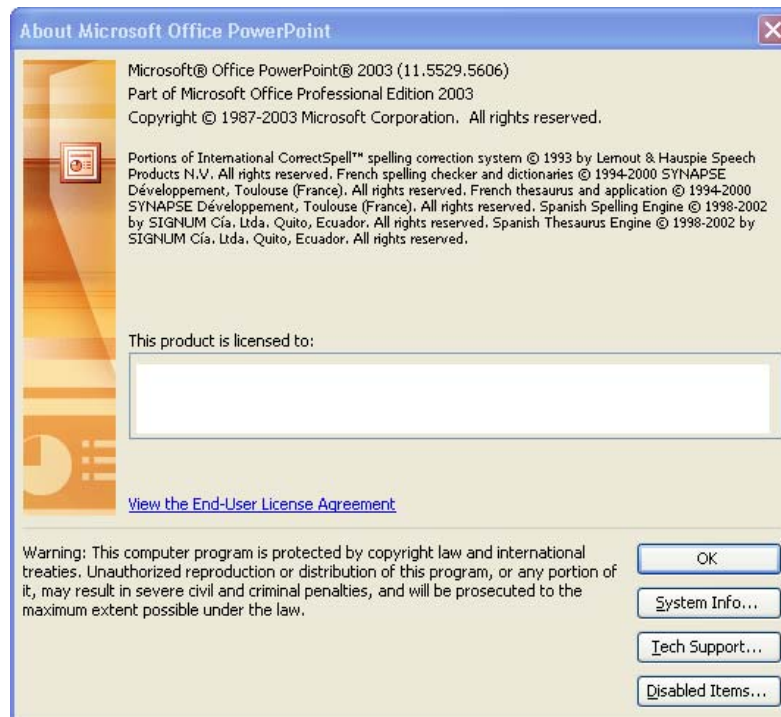 About Microsoft Office PowerPoint
Microsoft® Office PowerPoint® 2003 (11.5529.5606)
Part of Microsoft Office Professional Edition 2003
Copyright © 1987-2003 Microsoft Corporation.  All rights reserved.
Portions of International CorrectSpell™ spelling correction system © 1993 by Lernout & Hauspie Speech
Products N.V. All rights reserved. French spelling checker and dictionaries © 1994-2000 SYNAPSE
Développement, Toulouse (France). All rights reserved. French thesaurus and application © 1994-2000
SYNAPSE Développement, Toulouse (France). All rights reserved. Spanish Spelling Engine © 1998-2002
by SIGNUM Cía. Ltda. Quito, Ecuador. All rights reserved. Spanish Thesaurus Engine © 1998-2002 by
SIGNUM Cía. Ltda. Quito, Ecuador. All rights reserved.
This product is licensed to:
View the End-User License Agreement
Warning: This computer program is protected by copyright law and international
treaties. Unauthorized reproduction or distribution of this program, or any portion of
it, may result in severe civil and criminal penalties, and will be prosecuted to the
maximum extent possible under the law.
OK
System Info...
Tech Support...
Disabled Items...